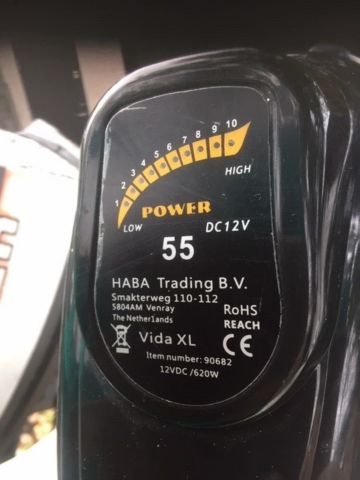 1 2 3 4 5 6 7 8 9 10
LOW
POWER
HIGH
DC12V
55
HABA Trading B.V.
Smakterweg 110-112
5804AM Venray
The Netherlands
RoHS
REACH
Vida XL
CE
Item number: 90682
12VDC/620W